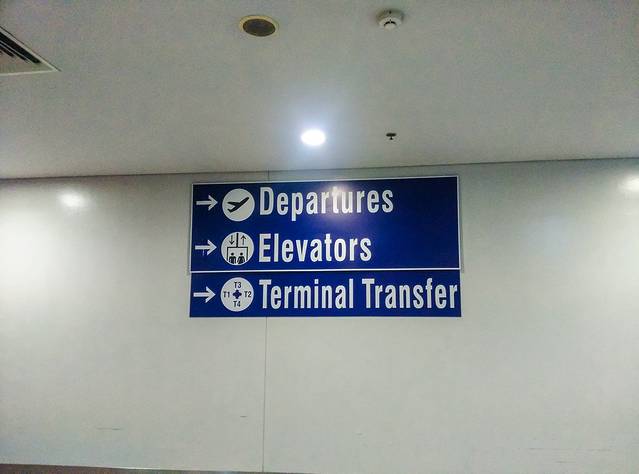 Departures
Elevators
T3
T1 T2
T4
Terminal Transfer